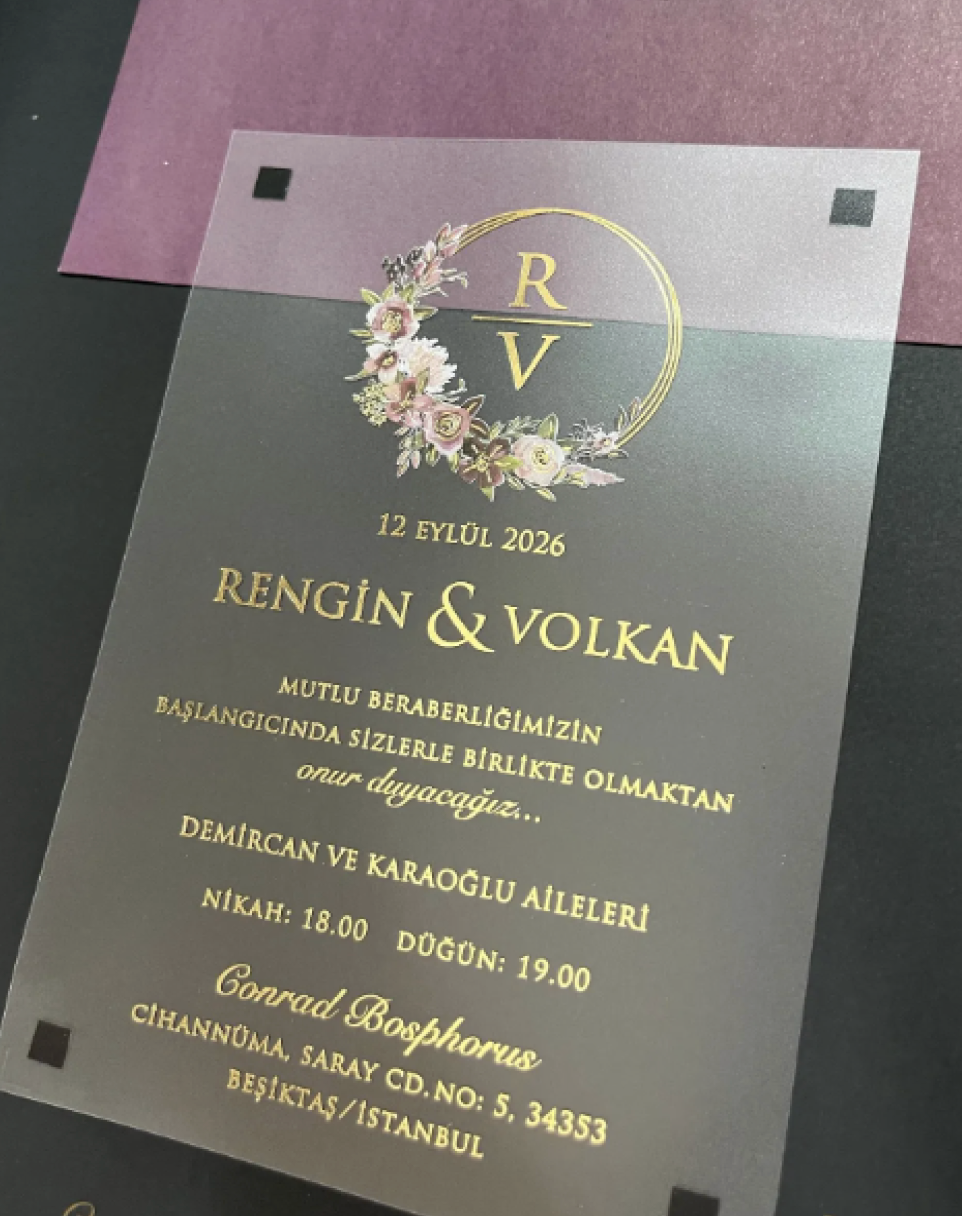 R
V
12 EYLÜL 2026
RENGİN & VOLKAN
MUTLU BERABERLİĞİMİZİN
BAŞLANGICINDA SİZLERLE BİRLİKTE OLMAKTAN
onur duyacağız...
DEMİRCAN VE KARAOĞLU AİLELERİ
NİKAH: 18.00 DÜĞÜN: 19.00
Conrad Bosphorus
CİHANNÜMA, SARAY CD.NO: 5, 34353
BEŞİKTAŞ/İSTANBUL